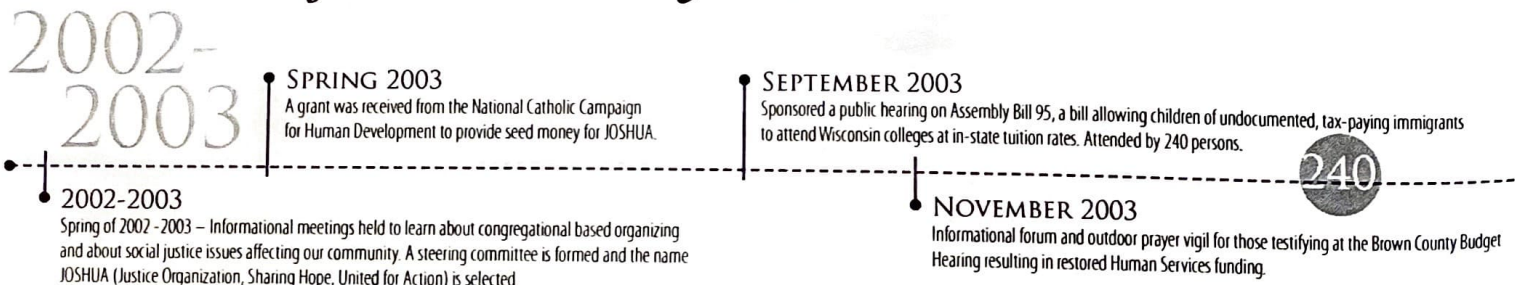 2002-
2003
SPRING 2003
A grant was received from the National Catholic Campaign
for Human Development to provide seed money for JOSHUA.
SEPTEMBER 2003
Sponsored a public hearing on Assembly Bill 95, a bill allowing children of undocumented, tax-paying immigrants
to attend Wisconsin colleges at in-state tuition rates. Attended by 240 persons.
240
2002-2003
Spring of 2002 -2003 – Informational meetings held to learn about congregational based organizing
and about social justice issues affecting our community. A steering committee is formed and the name
JOSHUA (Justice Organization, Sharing Hope, United for Action) is selected
NOVEMBER 2003
Informational forum and outdoor prayer vigil for those testifying at the Brown County Budget
Hearing resulting in restored Human Services funding.